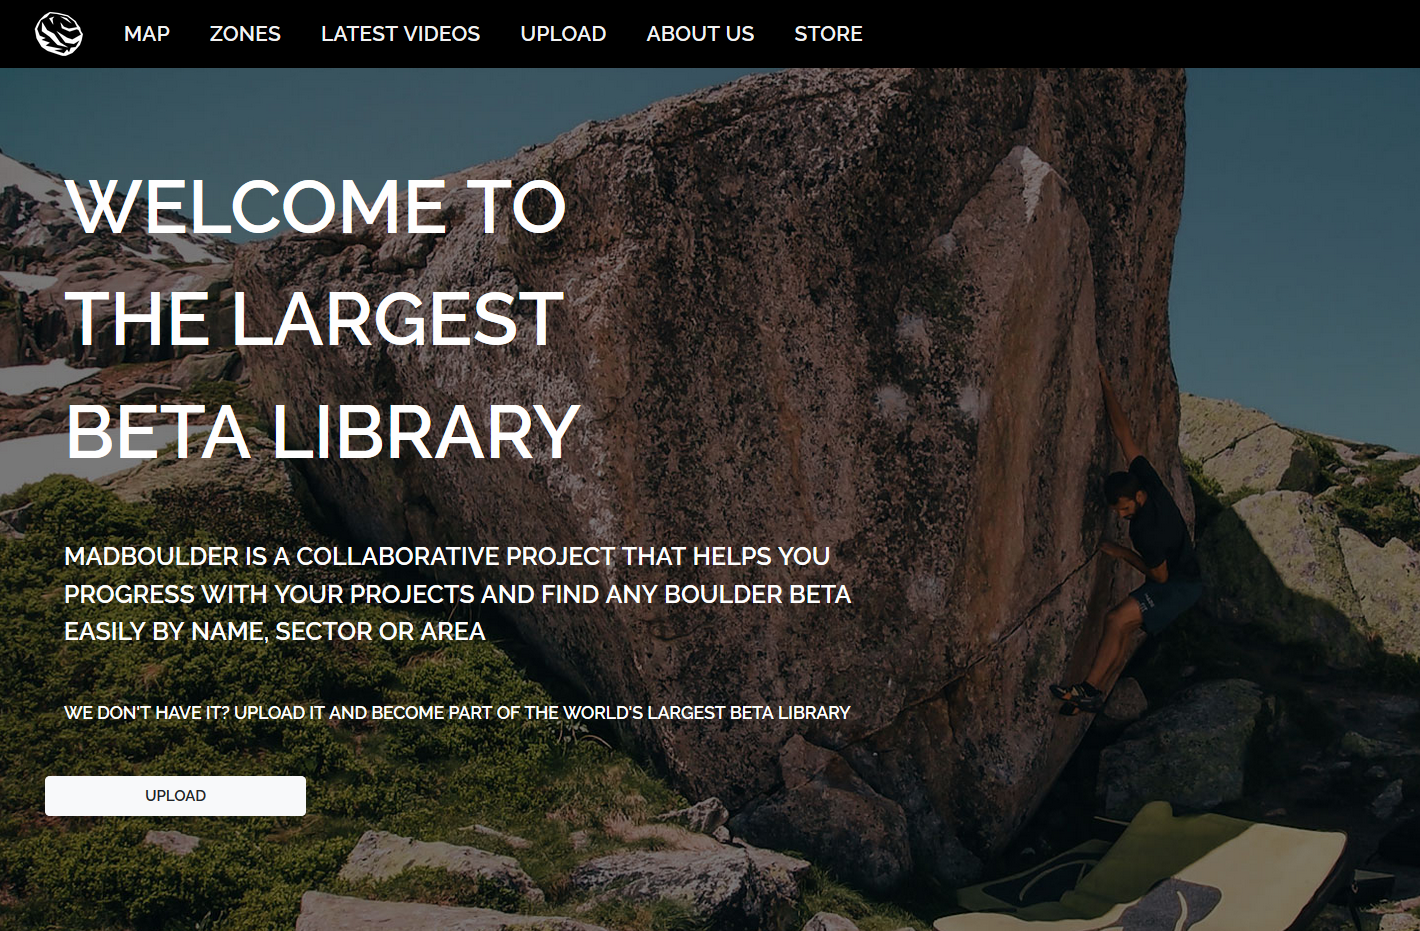 MAP ZONES LATEST VIDEOS UPLOAD ABOUT US STORE
WELCOME TO
THE LARGEST
BETA LIBRARY
MADBOULDER IS A COLLABORATIVE PROJECT THAT HELPS YOU
PROGRESS WITH YOUR PROJECTS AND FIND ANY BOULDER BETA
EASILY BY NAME, SECTOR OR AREA
WE DON'T HAVE IT? UPLOAD IT AND BECOME PART OF THE WORLD'S LARGEST BETA LIBRARY
UPLOAD